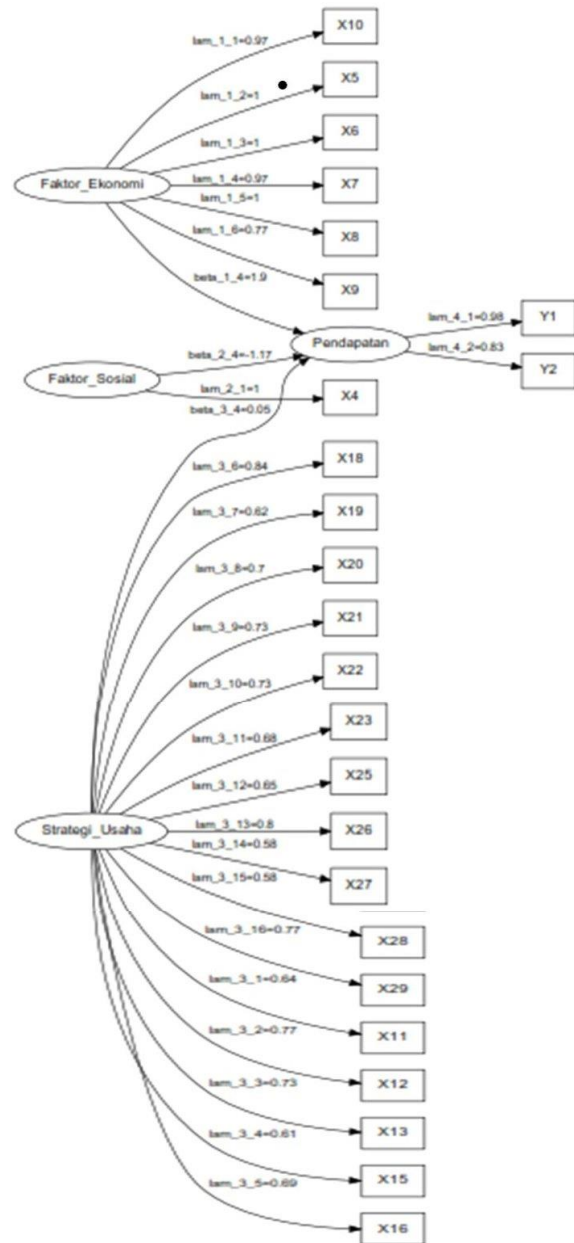 X10
lam_1_1=0.97
X5
lam_1_2=1
X6
lam_1_3=1
Faktor_Ekonomi
lam_1_4=0.97
X7
lam_1_5=1
X8
lam_1_6=0.77
beta_1_4=1.9
X9
lam_4_1=0.98
Y1
Pendapatan
beta_2_4=-1.17
lam_4_2=0.83
Y2
Faktor_Sosial
lam_2_1=1
X4
beta_3_4=0.05
X18
lam_3_6=0.84
lam_3_7=0.62
X19
lam_3_8=0.7
X20
lam_3_9=0.73
X21
lam_3_10=0.73
X22
lam_3_11=0.68
X23
lam_3_12=0.65
X25
Strategi_Usaha
lam_3_13=0.8
X26
lam_3_14=0.58
lam_3_15=0.58
X27
lam_3_16=0.77
X28
X29
lam_3_1=0.64
X11
lam_3_2=0.77
X12
lam_3_3=0.73
X13
lam_3_4=0.61
X15
lam_3_5=0.69
X16